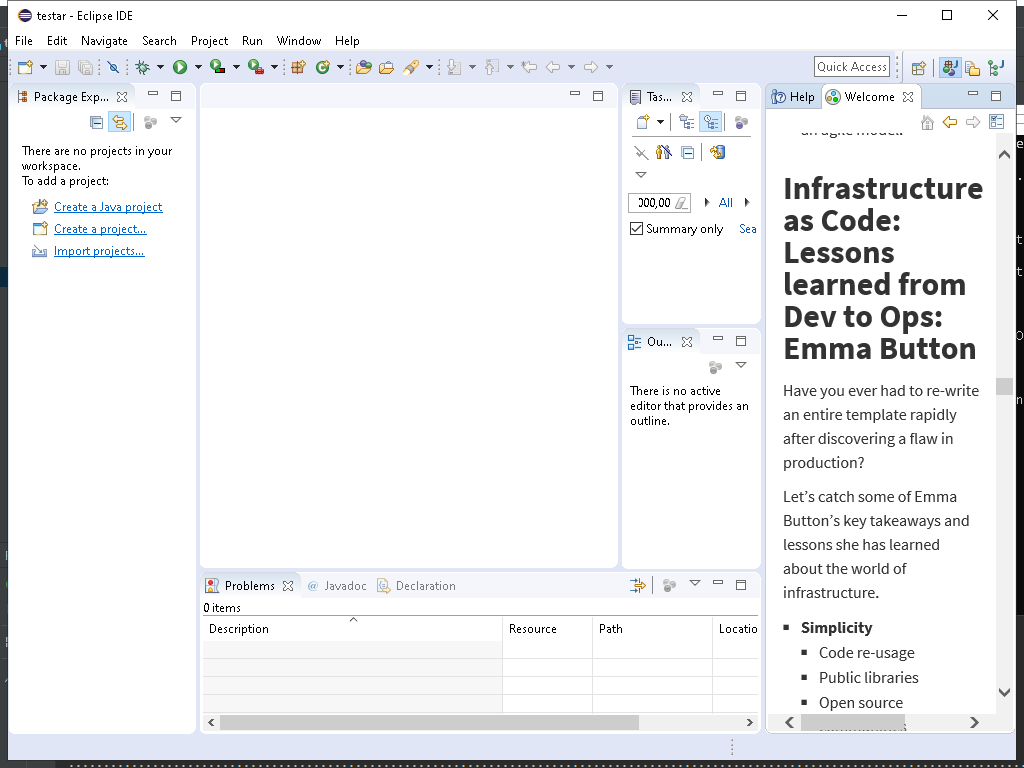 testar - Eclipse IDE
File Edit Navigate Search Project Run Window Help
Quick Access
Package Exp...
There are no projects in your
workspace.
To add a project:
Create a Java project
Create a project...
Import projects...
Tas...
000,00
All
Summary only
Sea
Ou...
There is no active
editor that provides an
outline.
Problems @ Javadoc Declaration
0 items
Description Resource Path Locatio
Help Welcome
an agile model.
Infrastructure
as Code:
Lessons
learned from
Dev to Ops:
Emma Button
Have you ever had to re-write
an entire template rapidly
after discovering a flaw in
production?
Let’s catch some of Emma
Button’s key takeaways and
lessons she has learned
about the world of
infrastructure.
▪ Simplicity
▪ Code re-usage
▪ Public libraries
▪ Open source